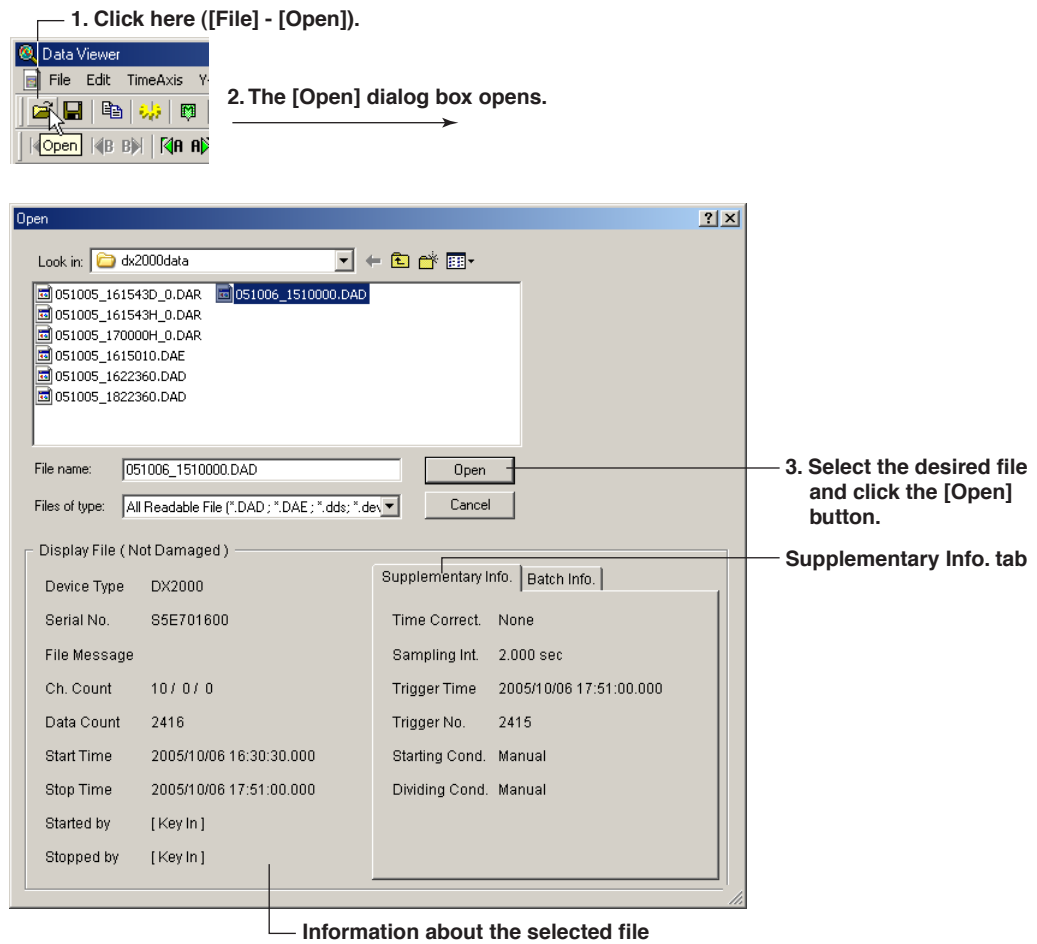 1. Click here ([File] - [Open]).
Data Viewer
File Edit TimeAxis Y-
Open
B B A A
2. The [Open] dialog box opens.
Open
Look in: dx2000data
051005_161543D_0.DAR 051006_1510000.DAD
051005_161543H_0.DAR
051005_170000H_0.DAR
051005_1615010.DAE
051005_1622360.DAD
051005_1822360.DAD
File name: 051006_1510000.DAD Open
Files of type: All Readable File (*.DAD ; *.DAE ; *.dds; *.dev Cancel
3. Select the desired file
and click the [Open]
button.
Display File ( Not Damaged )
Supplementary Info. tab
Supplementary Info. Batch Info.
Device Type DX2000
Serial No. S5E701600
File Message
Ch. Count 10 / 0 / 0
Data Count 2416
Start Time 2005/10/06 16:30:30.000
Stop Time 2005/10/06 17:51:00.000
Started by [ Key In ]
Stopped by [ Key In ]
Time Correct. None
Sampling Int. 2.000 sec
Trigger Time 2005/10/06 17:51:00.000
Trigger No. 2415
Starting Cond. Manual
Dividing Cond. Manual
Information about the selected file